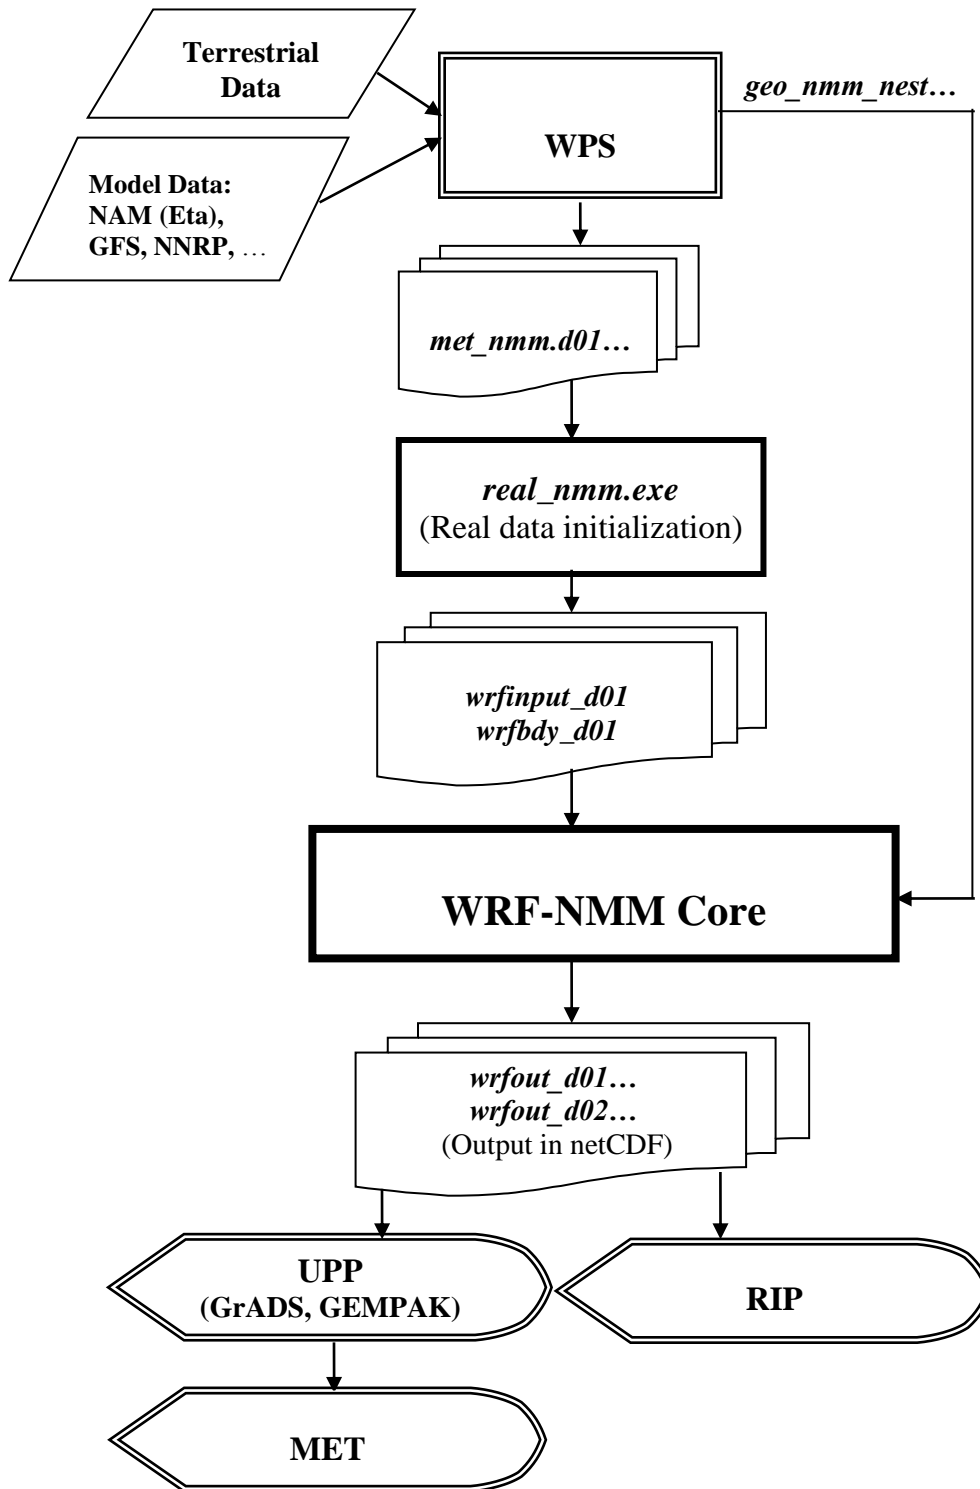 Terrestrial
Data
geo_nmm_nest…
WPS
Model Data:
NAM (Eta),
GFS, NNRP, …
met_nmm.d01…
real_nmm.exe
(Real data initialization)
wrfinput_d01
wrfbdy_d01
WRF-NMM Core
wrfout_d01…
wrfout_d02…
(Output in netCDF)
UPP
(GrADS, GEMPAK)
RIP
MET